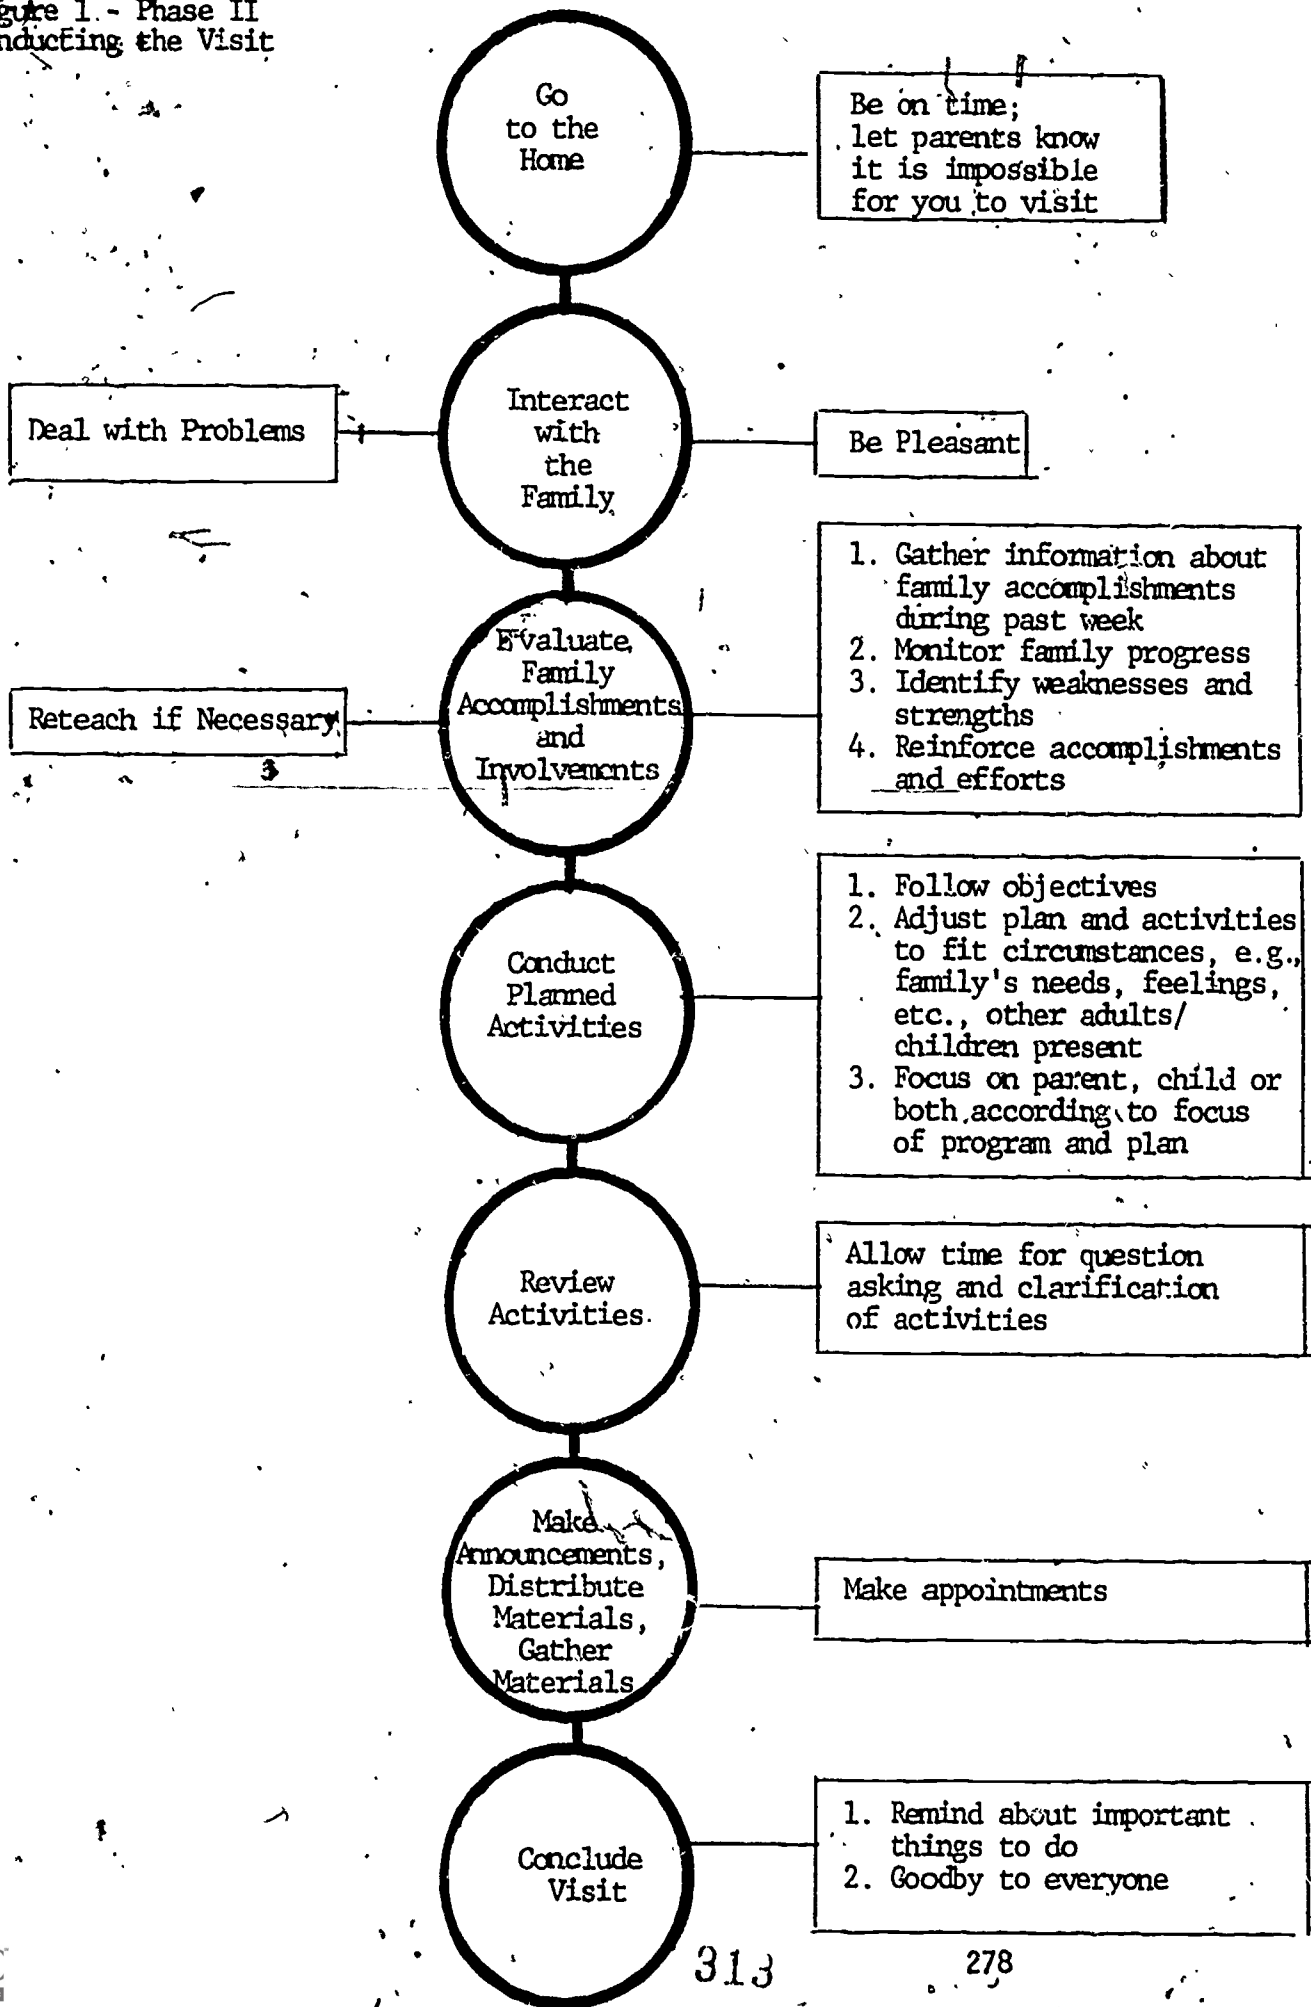 gure 1.- Phase II
nducting the Visit
Go
to the
Home
Be on time;
let parents know
it is impossible
for you to visit
Deal with Problems
Interact
with
the
Family
Be Pleasant
Reteach if Necessary
Evaluate
Family
Accomplishments
and
Involvements
1. Gather information about
family accomplishments
during past week
2. Monitor family progress
3. Identify weaknesses and
strengths
4. Reinforce accomplishments
and efforts
Conduct
Planned
Activities
1. Follow objectives
2. Adjust plan and activities
to fit circumstances, e.g.,
family's needs, feelings,
etc., other adults/
children present
3. Focus on parent, child or
both according to focus
of program and plan
Review
Activities
Allow time for question
asking and clarification
of activities
Make
Announcements,
Distribute
Materials,
Gather
Materials
Make appointments
Conclude
Visit
1. Remind about important
things to do
2. Goodby to everyone
313
278